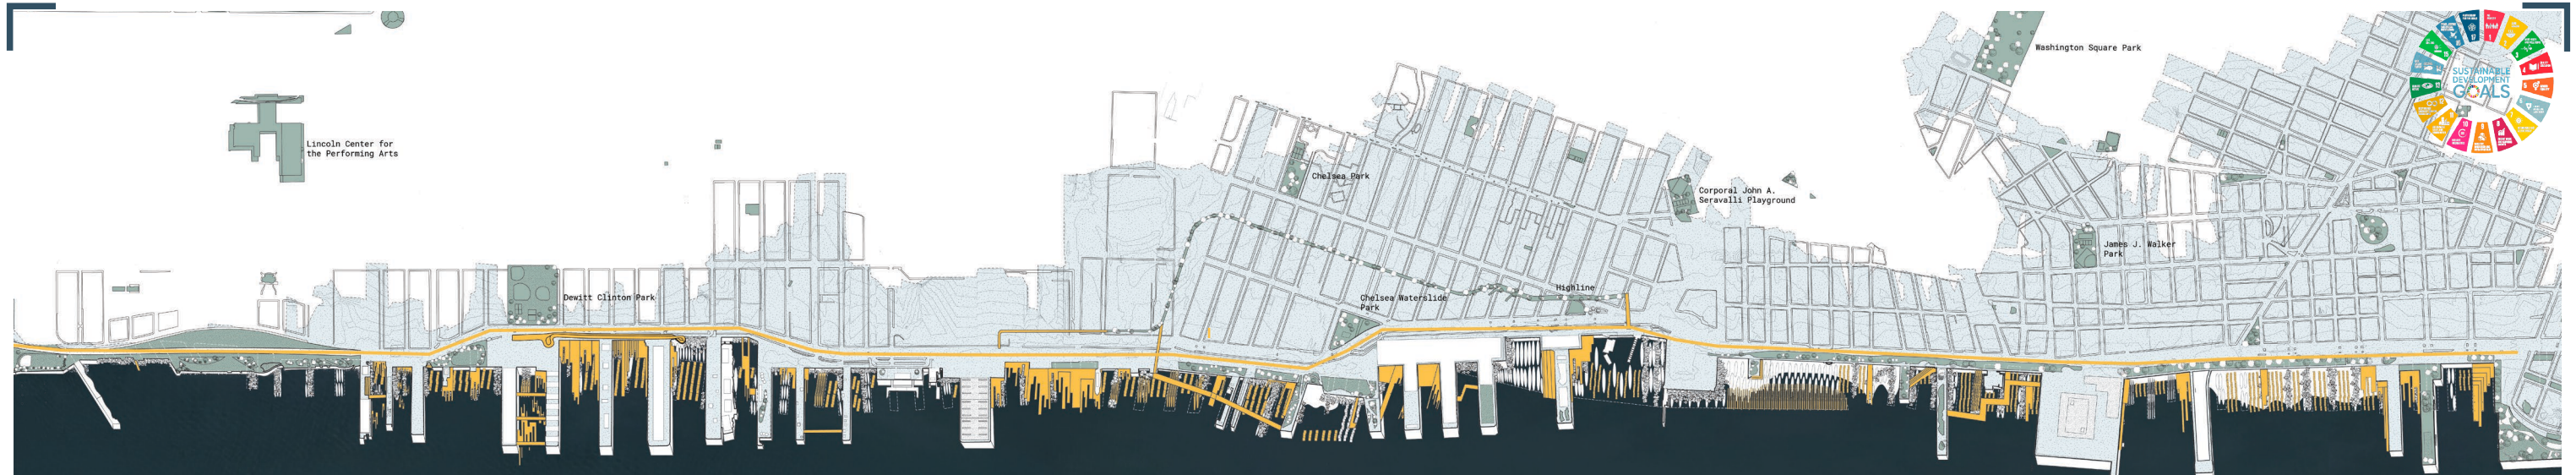 Washington Square Park
SUSTAINABLE
DEVELOPMENT
GOALS
Lincoln Center for
the Performing Arts
Chelsea Park
Corporal John A.
Seravalli Playground
James J. Walker
Park
Dewitt Clinton Park
Chelsea Waterslide
Park
Highline